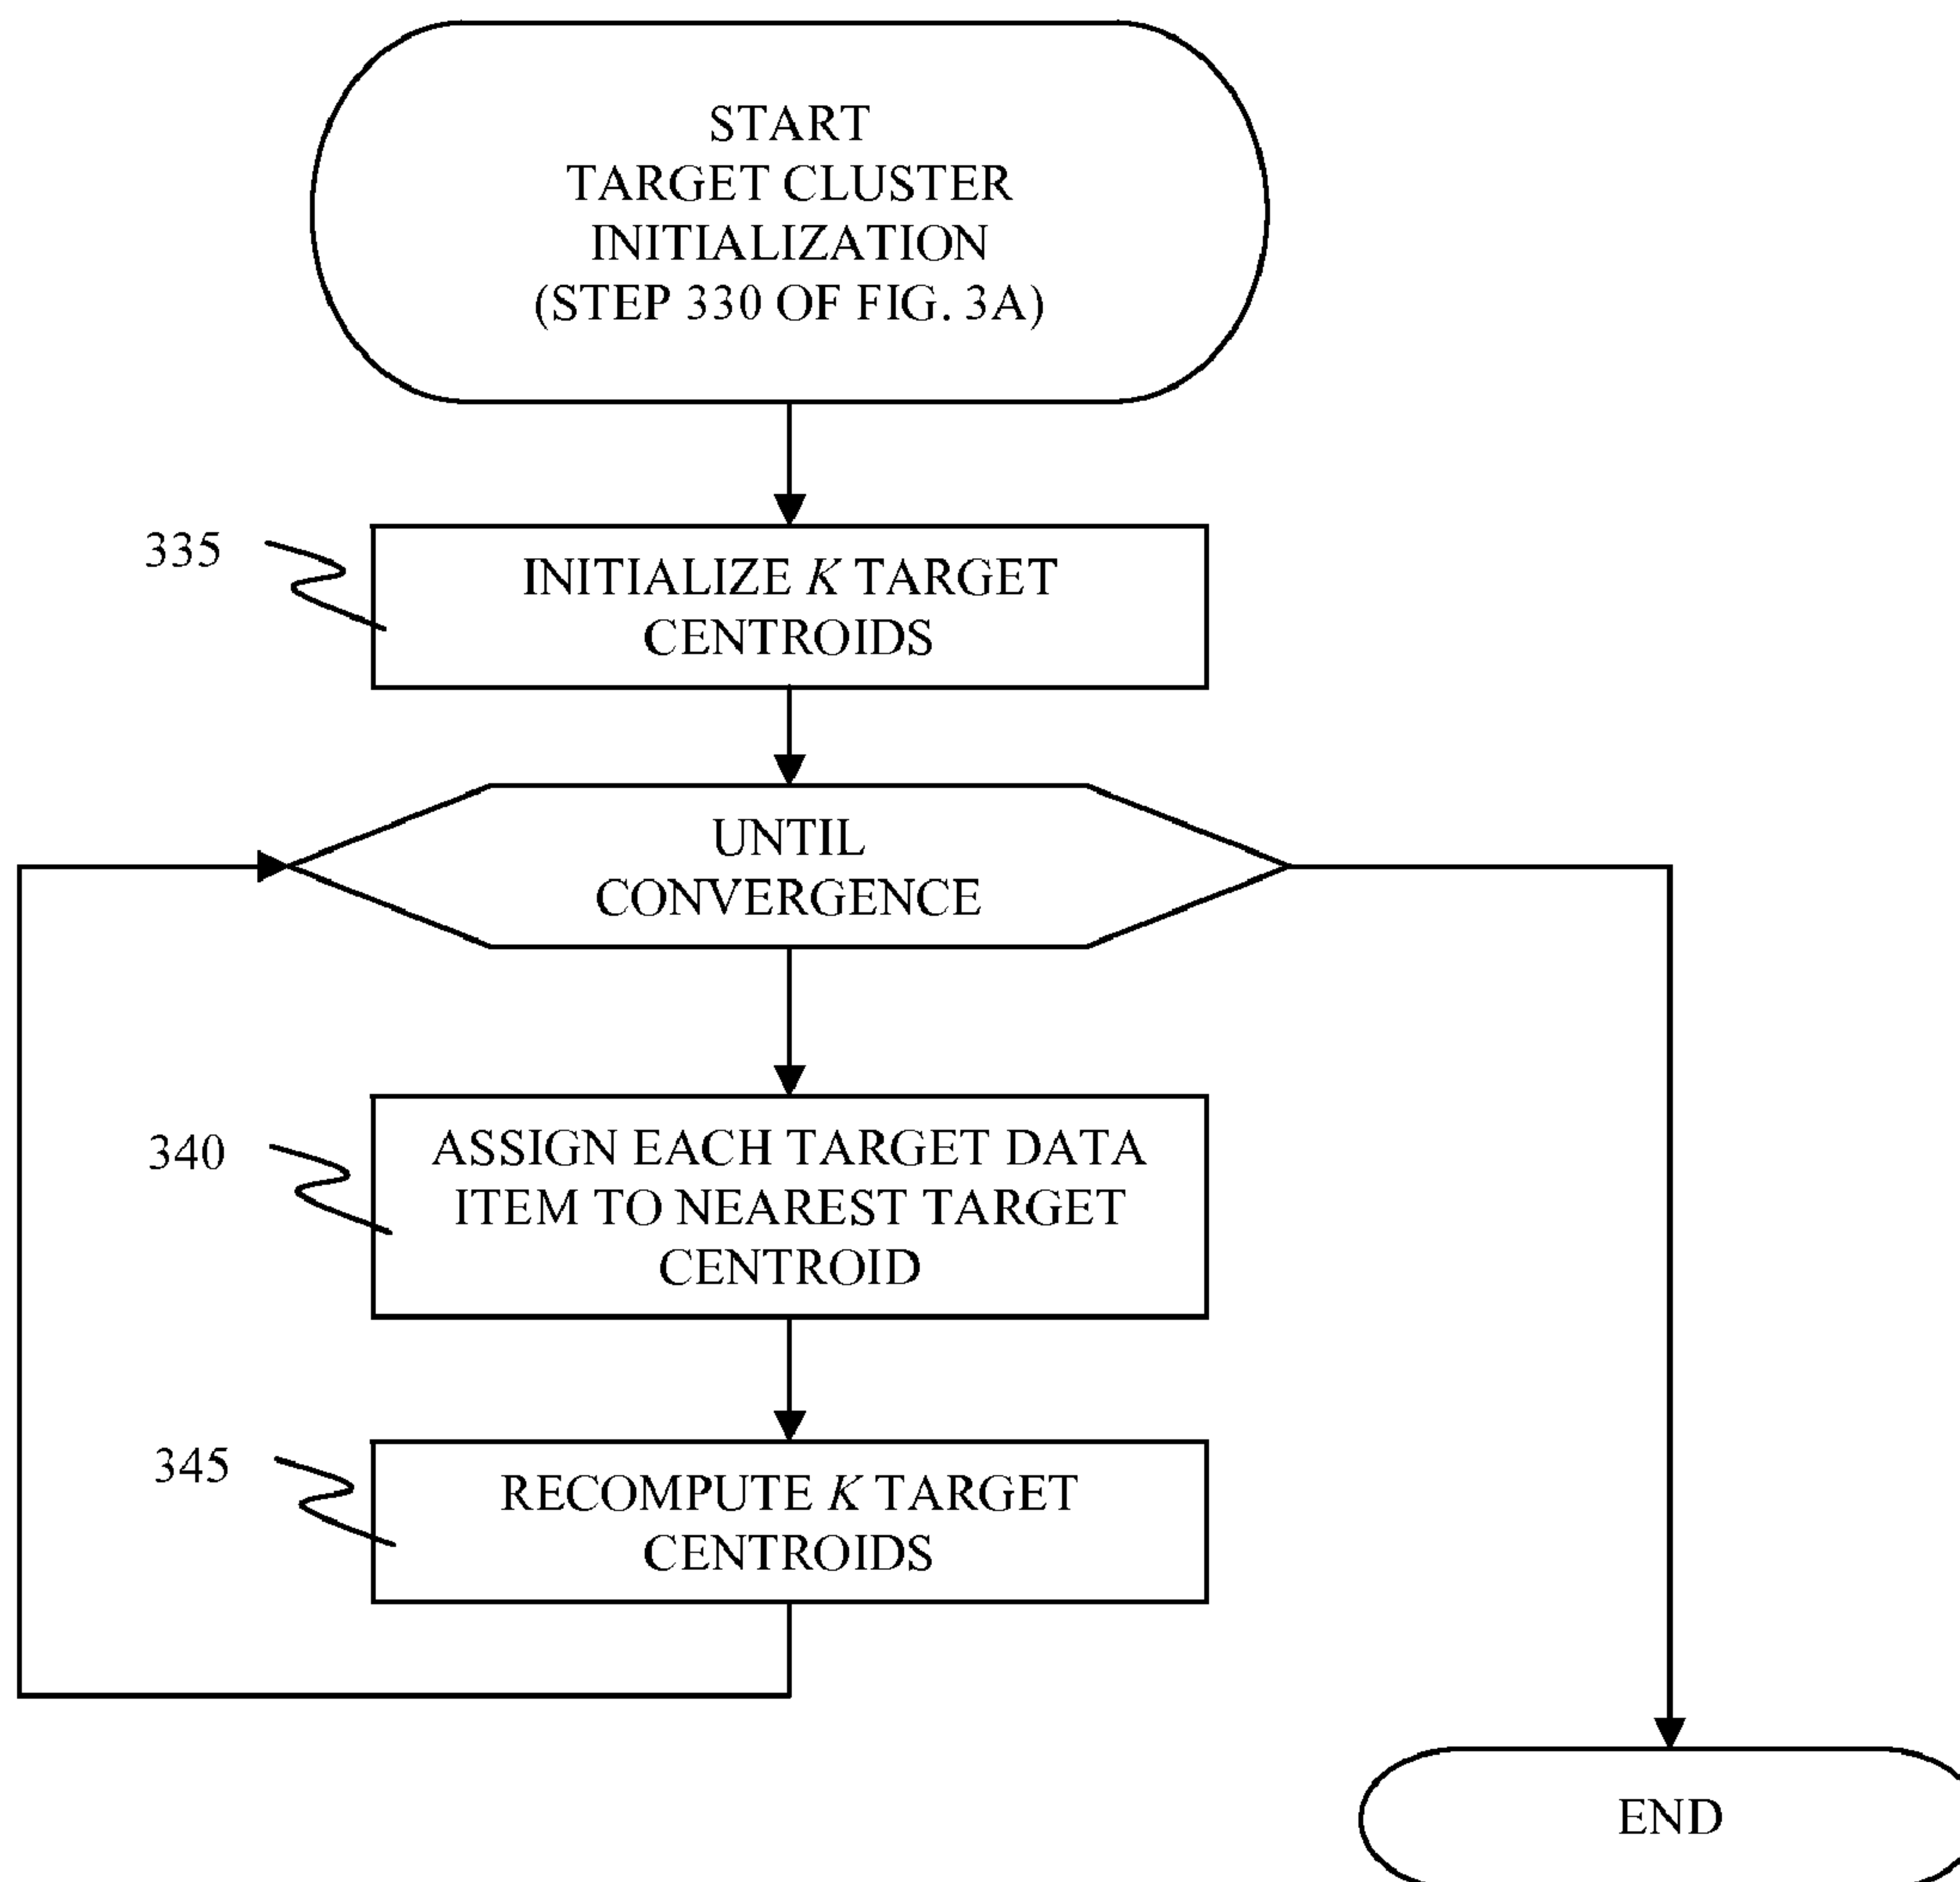 START
TARGET CLUSTER
INITIALIZATION
(STEP 330 OF FIG. 3A)
335
INITIALIZE K TARGET
CENTROIDS
UNTIL
CONVERGENCE
340
ASSIGN EACH TARGET DATA
ITEM TO NEAREST TARGET
CENTROID
345
RECOMPUTE K TARGET
CENTROIDS
END